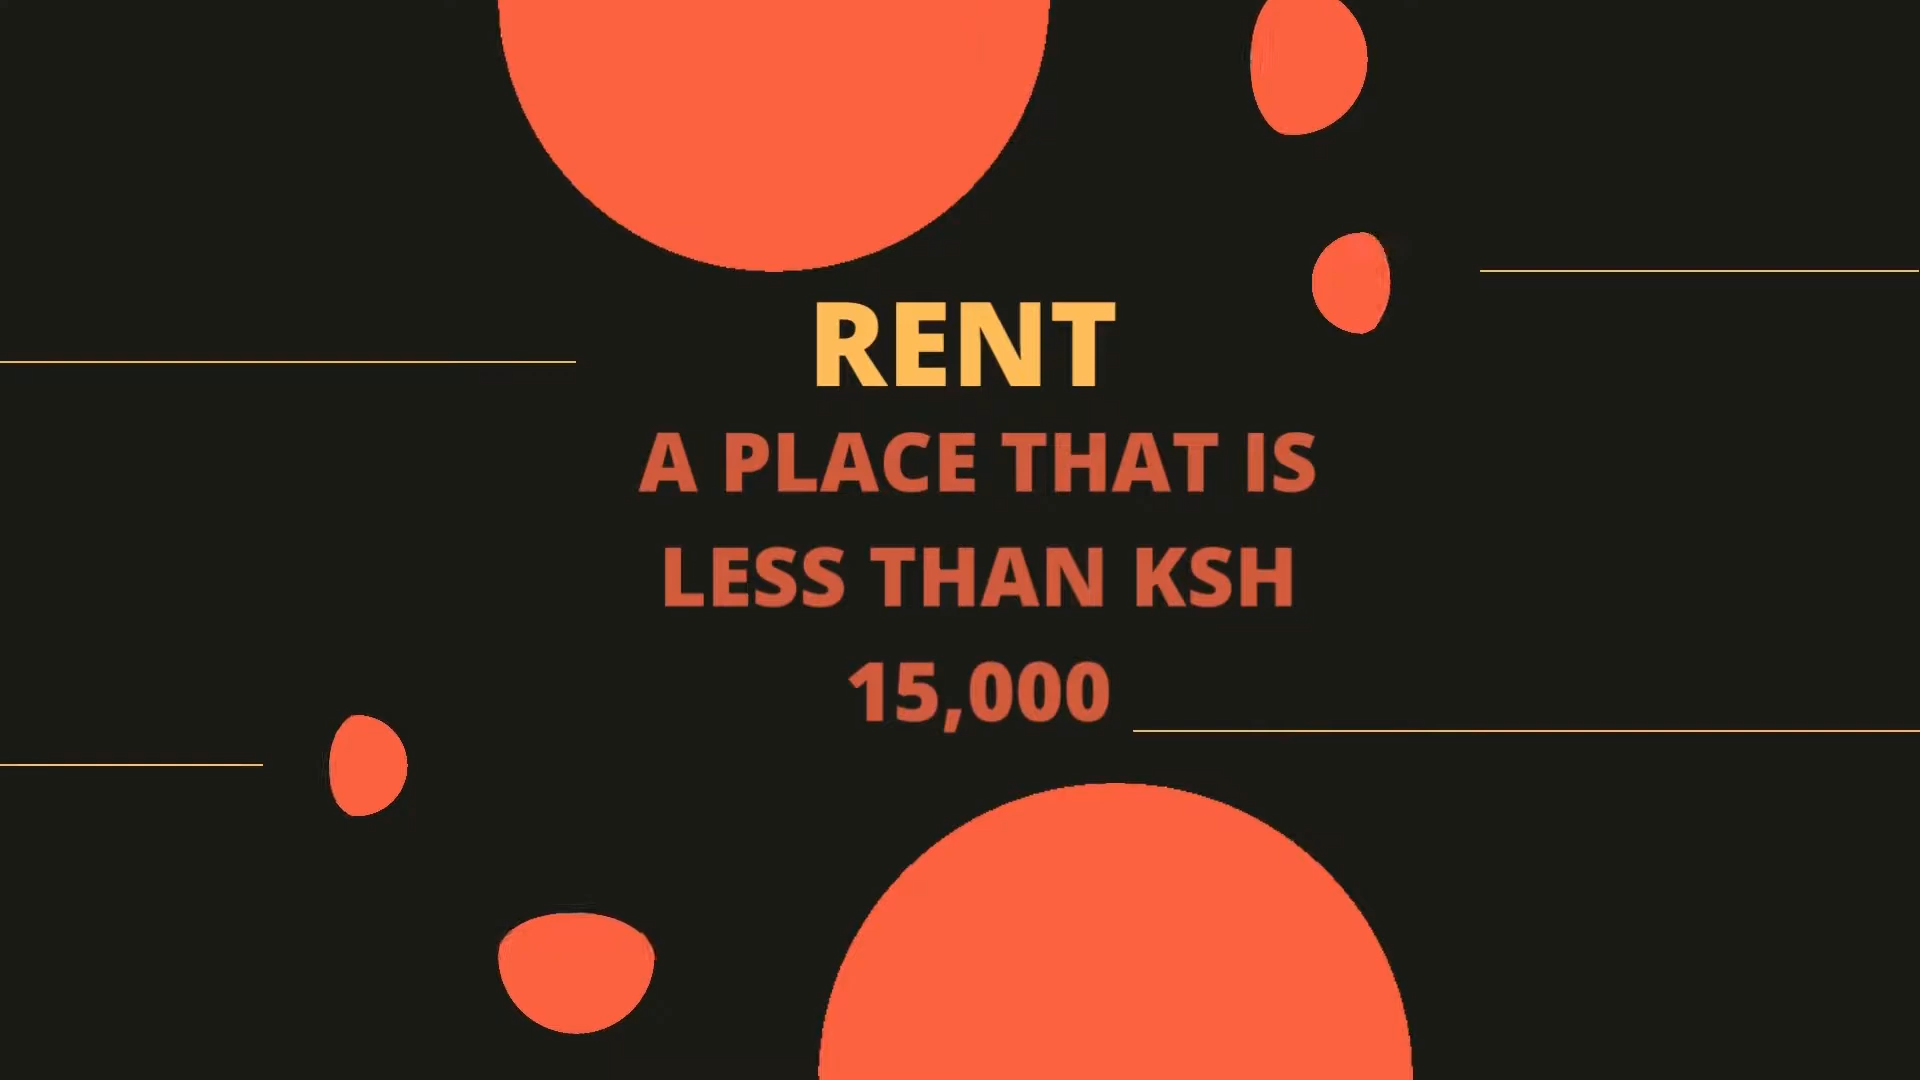 RENT
A PLACE THAT IS
LESS THAN KSH
15,000